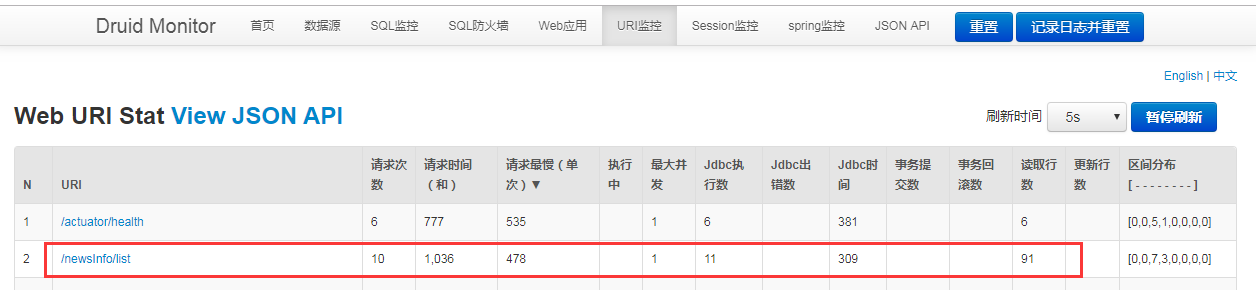 Druid Monitor 首页 数据源 SQL监控 SQL防火墙 Web应用 URI监控 Session监控 spring监控 JSON API 重置 记录日志并重置
English | 中文
Web URI Stat View JSON API 刷新时间 5s 暂停刷新
N URI 请求次数 请求时间（和） 请求最慢（单次）▼ 执行中 最大并发 Jdbc执行数 Jdbc出错数 Jdbc时间 事务提交数 事务回滚数 读取行数 更新行数 区间分布 [ - - - - - - - - ]
1 /actuator/health 6 777 535 1 6 381 6 [0,0,5,1,0,0,0,0]
2 /newsInfo/list 10 1,036 478 1 11 309 91 [0,0,7,3,0,0,0,0]